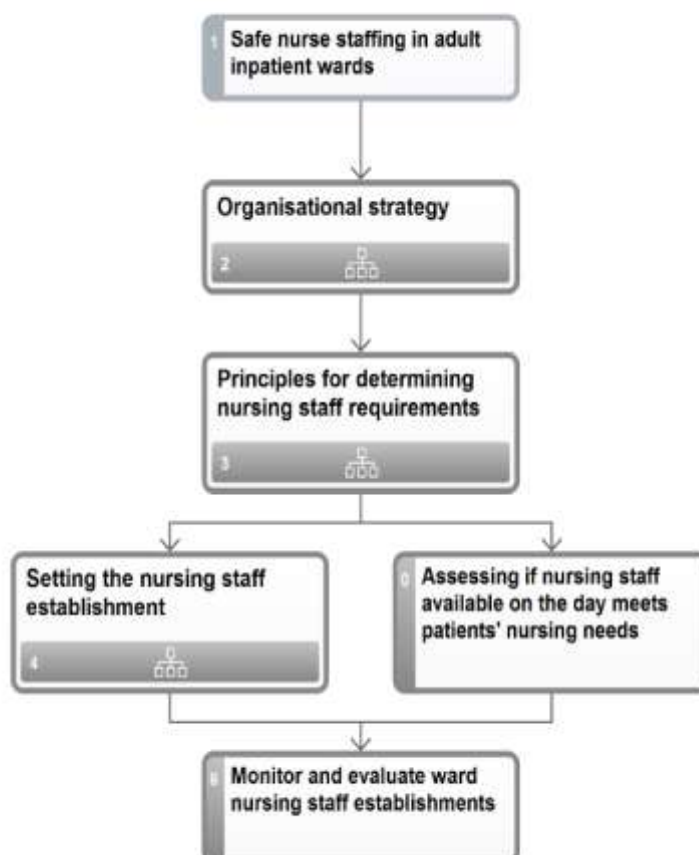 1
Safe nurse staffing in adult
inpatient wards
Organisational strategy
2
Principles for determining
nursing staff requirements
3
Setting the nursing staff
establishment
4
Assessing if nursing staff
available on the day meets
patients' nursing needs
Monitor and evaluate ward
nursing staff establishments